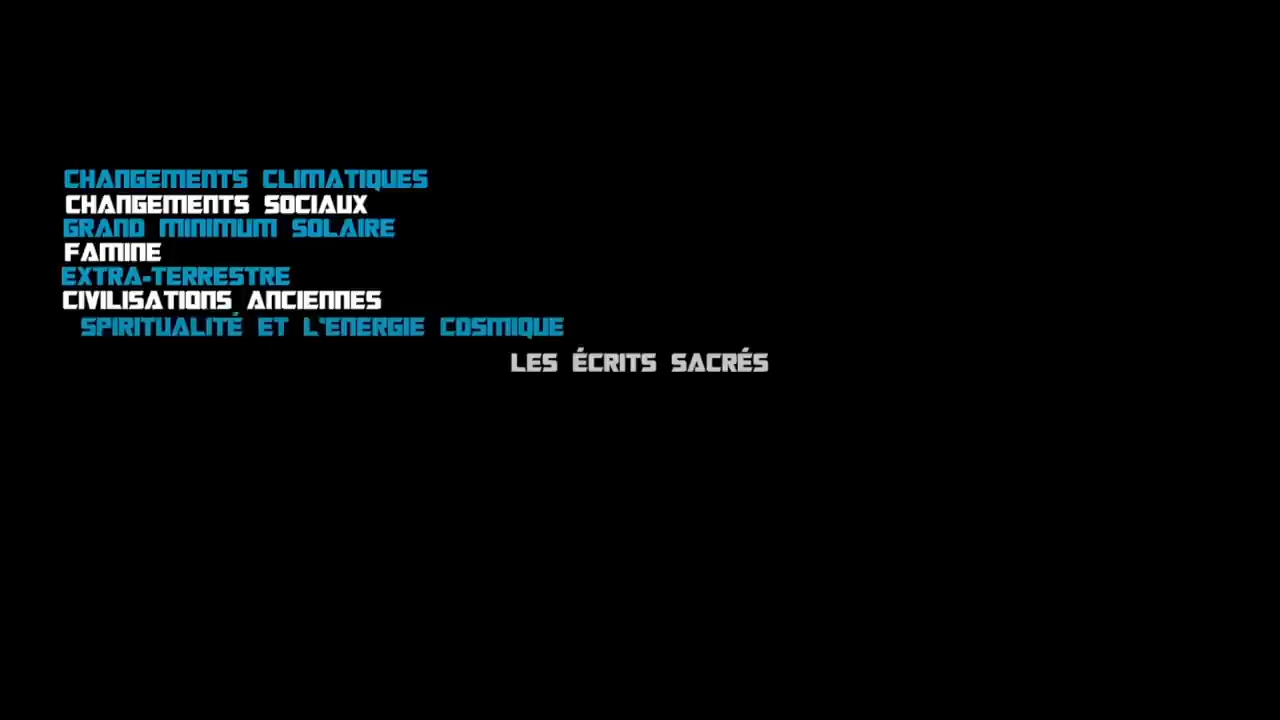 CHANGEMENTS CLIMATIQUES
CHANGEMENTS SOCIAUX
GRAND MINIMUM SOLAIRE
FAMINE
EXTRA-TERRESTRE
CIVILISATIONS ANCIENNES
SPIRITUALITÉ ET L'ENERGIE COSMIQUE
LES ÉCRITS SACRÉS